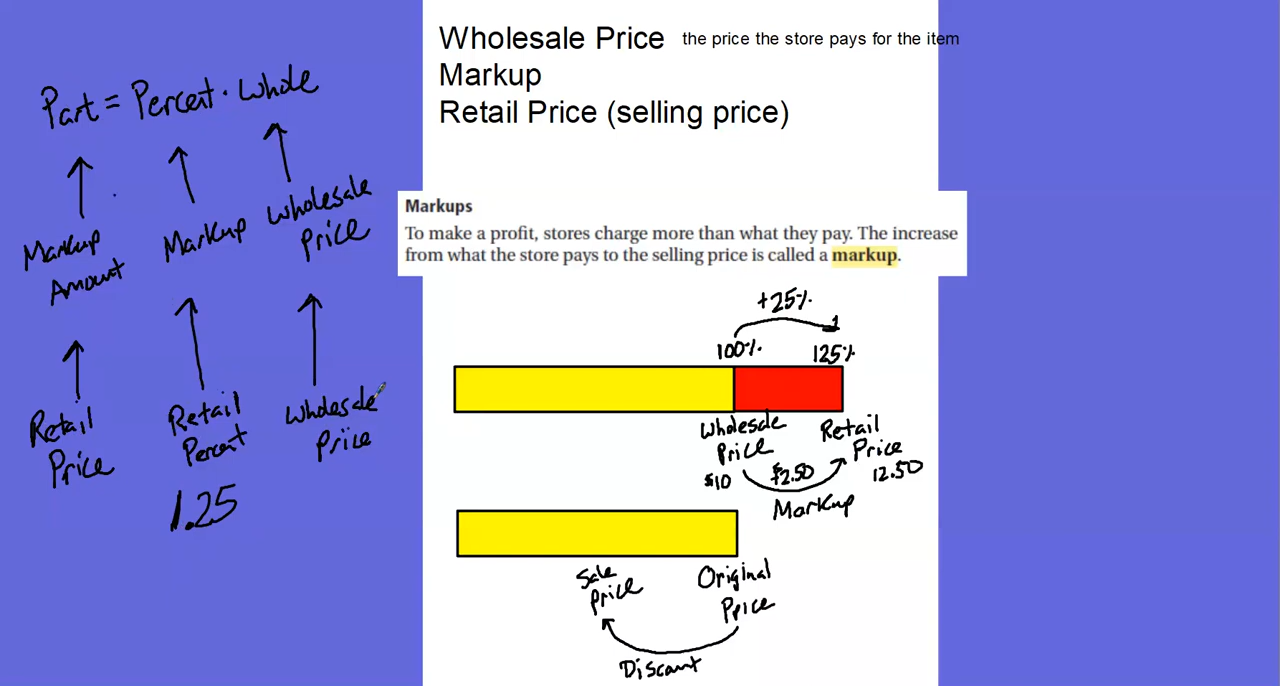 Wholesale Price the price the store pays for the item
Markup
Retail Price (selling price)
Part = Percent · Whole
Markup
Amount
Markup
Wholesale
Price
Retail
Price
Retail
Percent
1.25
Wholesale
Price
Markups
To make a profit, stores charge more than what they pay. The increase
from what the store pays to the selling price is called a markup.
+25%
100%
125%
Wholesale
Price
$10
$2.50
Markup
Retail
Price
12.50
Sale
Price
Original
Price
Discount